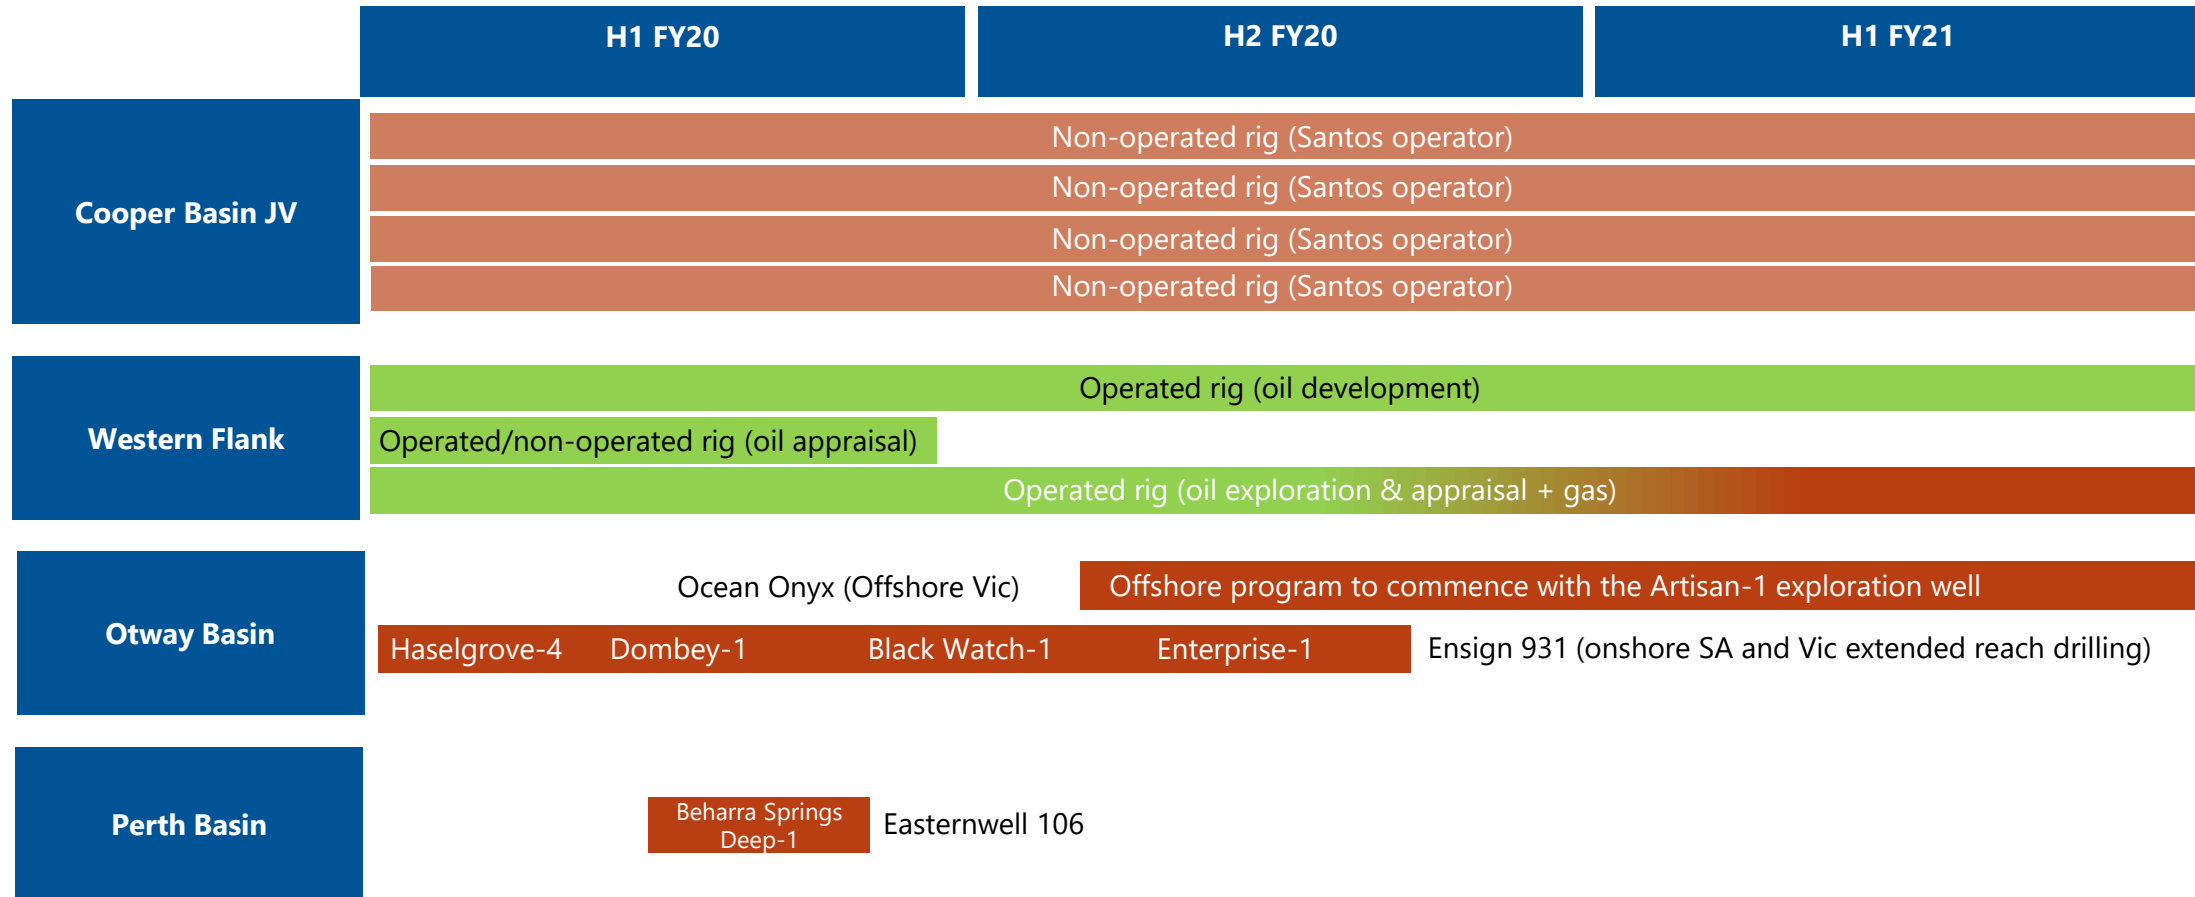 H1 FY20
H2 FY20
H1 FY21
Cooper Basin JV
Non-operated rig (Santos operator)
Non-operated rig (Santos operator)
Non-operated rig (Santos operator)
Non-operated rig (Santos operator)
Western Flank
Operated rig (oil development)
Operated/non-operated rig (oil appraisal)
Operated rig (oil exploration & appraisal + gas)
Otway Basin
Ocean Onyx (Offshore Vic)
Offshore program to commence with the Artisan-1 exploration well
Haselgrove-4
Dombey-1
Black Watch-1
Enterprise-1
Ensign 931 (onshore SA and Vic extended reach drilling)
Perth Basin
Beharra Springs
Deep-1
Easternwell 106